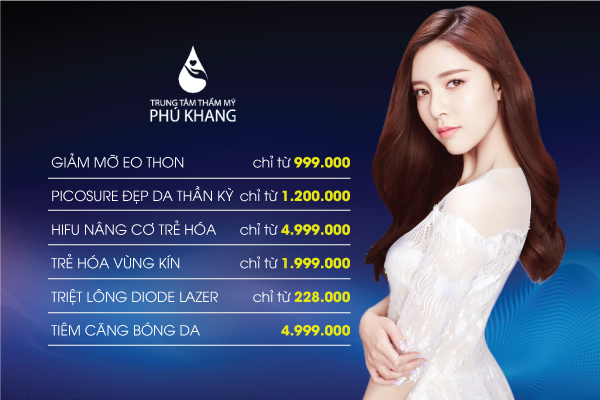 TRUNG TÂM THẨM MỸ
PHÚ KHANG
GIẢM MỠ EO THON chỉ từ 999.000
PICOSURE ĐẸP DA THẦN KỲ chỉ từ 1.200.000
HIFU NÂNG CƠ TRẺ HÓA chỉ từ 4.999.000
TRẺ HÓA VÙNG KÍN chỉ từ 1.999.000
TRIỆT LÔNG DIODE LAZER chỉ từ 228.000
TIÊM CĂNG BÓNG DA 4.999.000